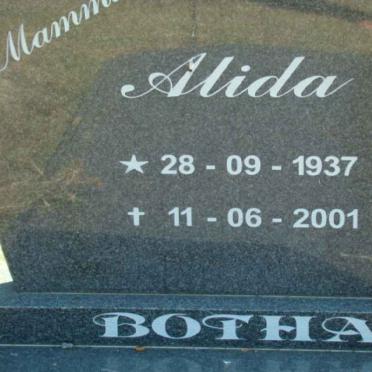 Alida
★ 28 - 09 - 1937
✝ 11 - 06 - 2001
BOTHA